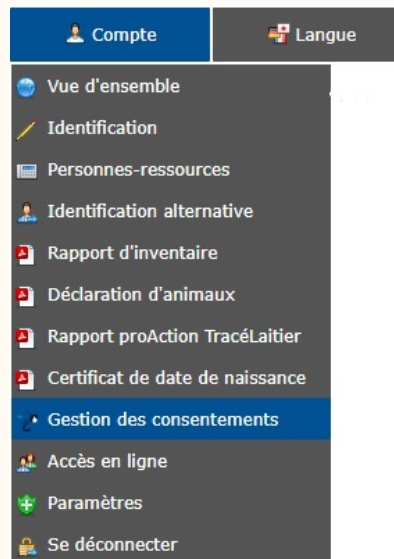 Compte
Langue
Vue d'ensemble
Identification
Personnes-ressources
Identification alternative
Rapport d'inventaire
Déclaration d'animaux
Rapport proAction TracéLaitier
Certificat de date de naissance
Gestion des consentements
Accès en ligne
Paramètres
Se déconnecter